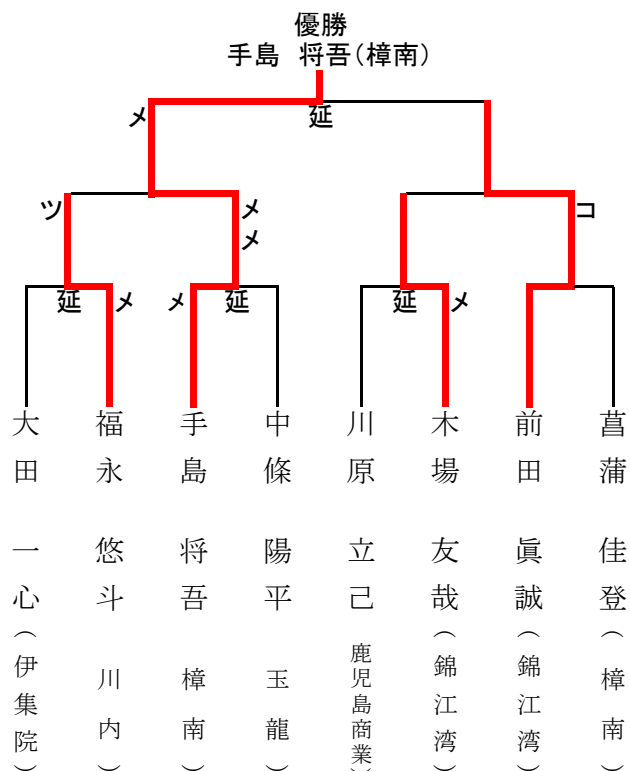 優勝
手島　将吾(樟南)
メ
延
ツ
メ
メ
コ
延
メ
メ
延
延
メ
大田　一心（伊集院）
福永　悠斗（川内）
手島　将吾（樟南）
中條　陽平（玉龍）
川原　立己（鹿児島商業）
木場　友哉（錦江湾）
前田　眞誠（錦江湾）
菖蒲　佳登（樟南）